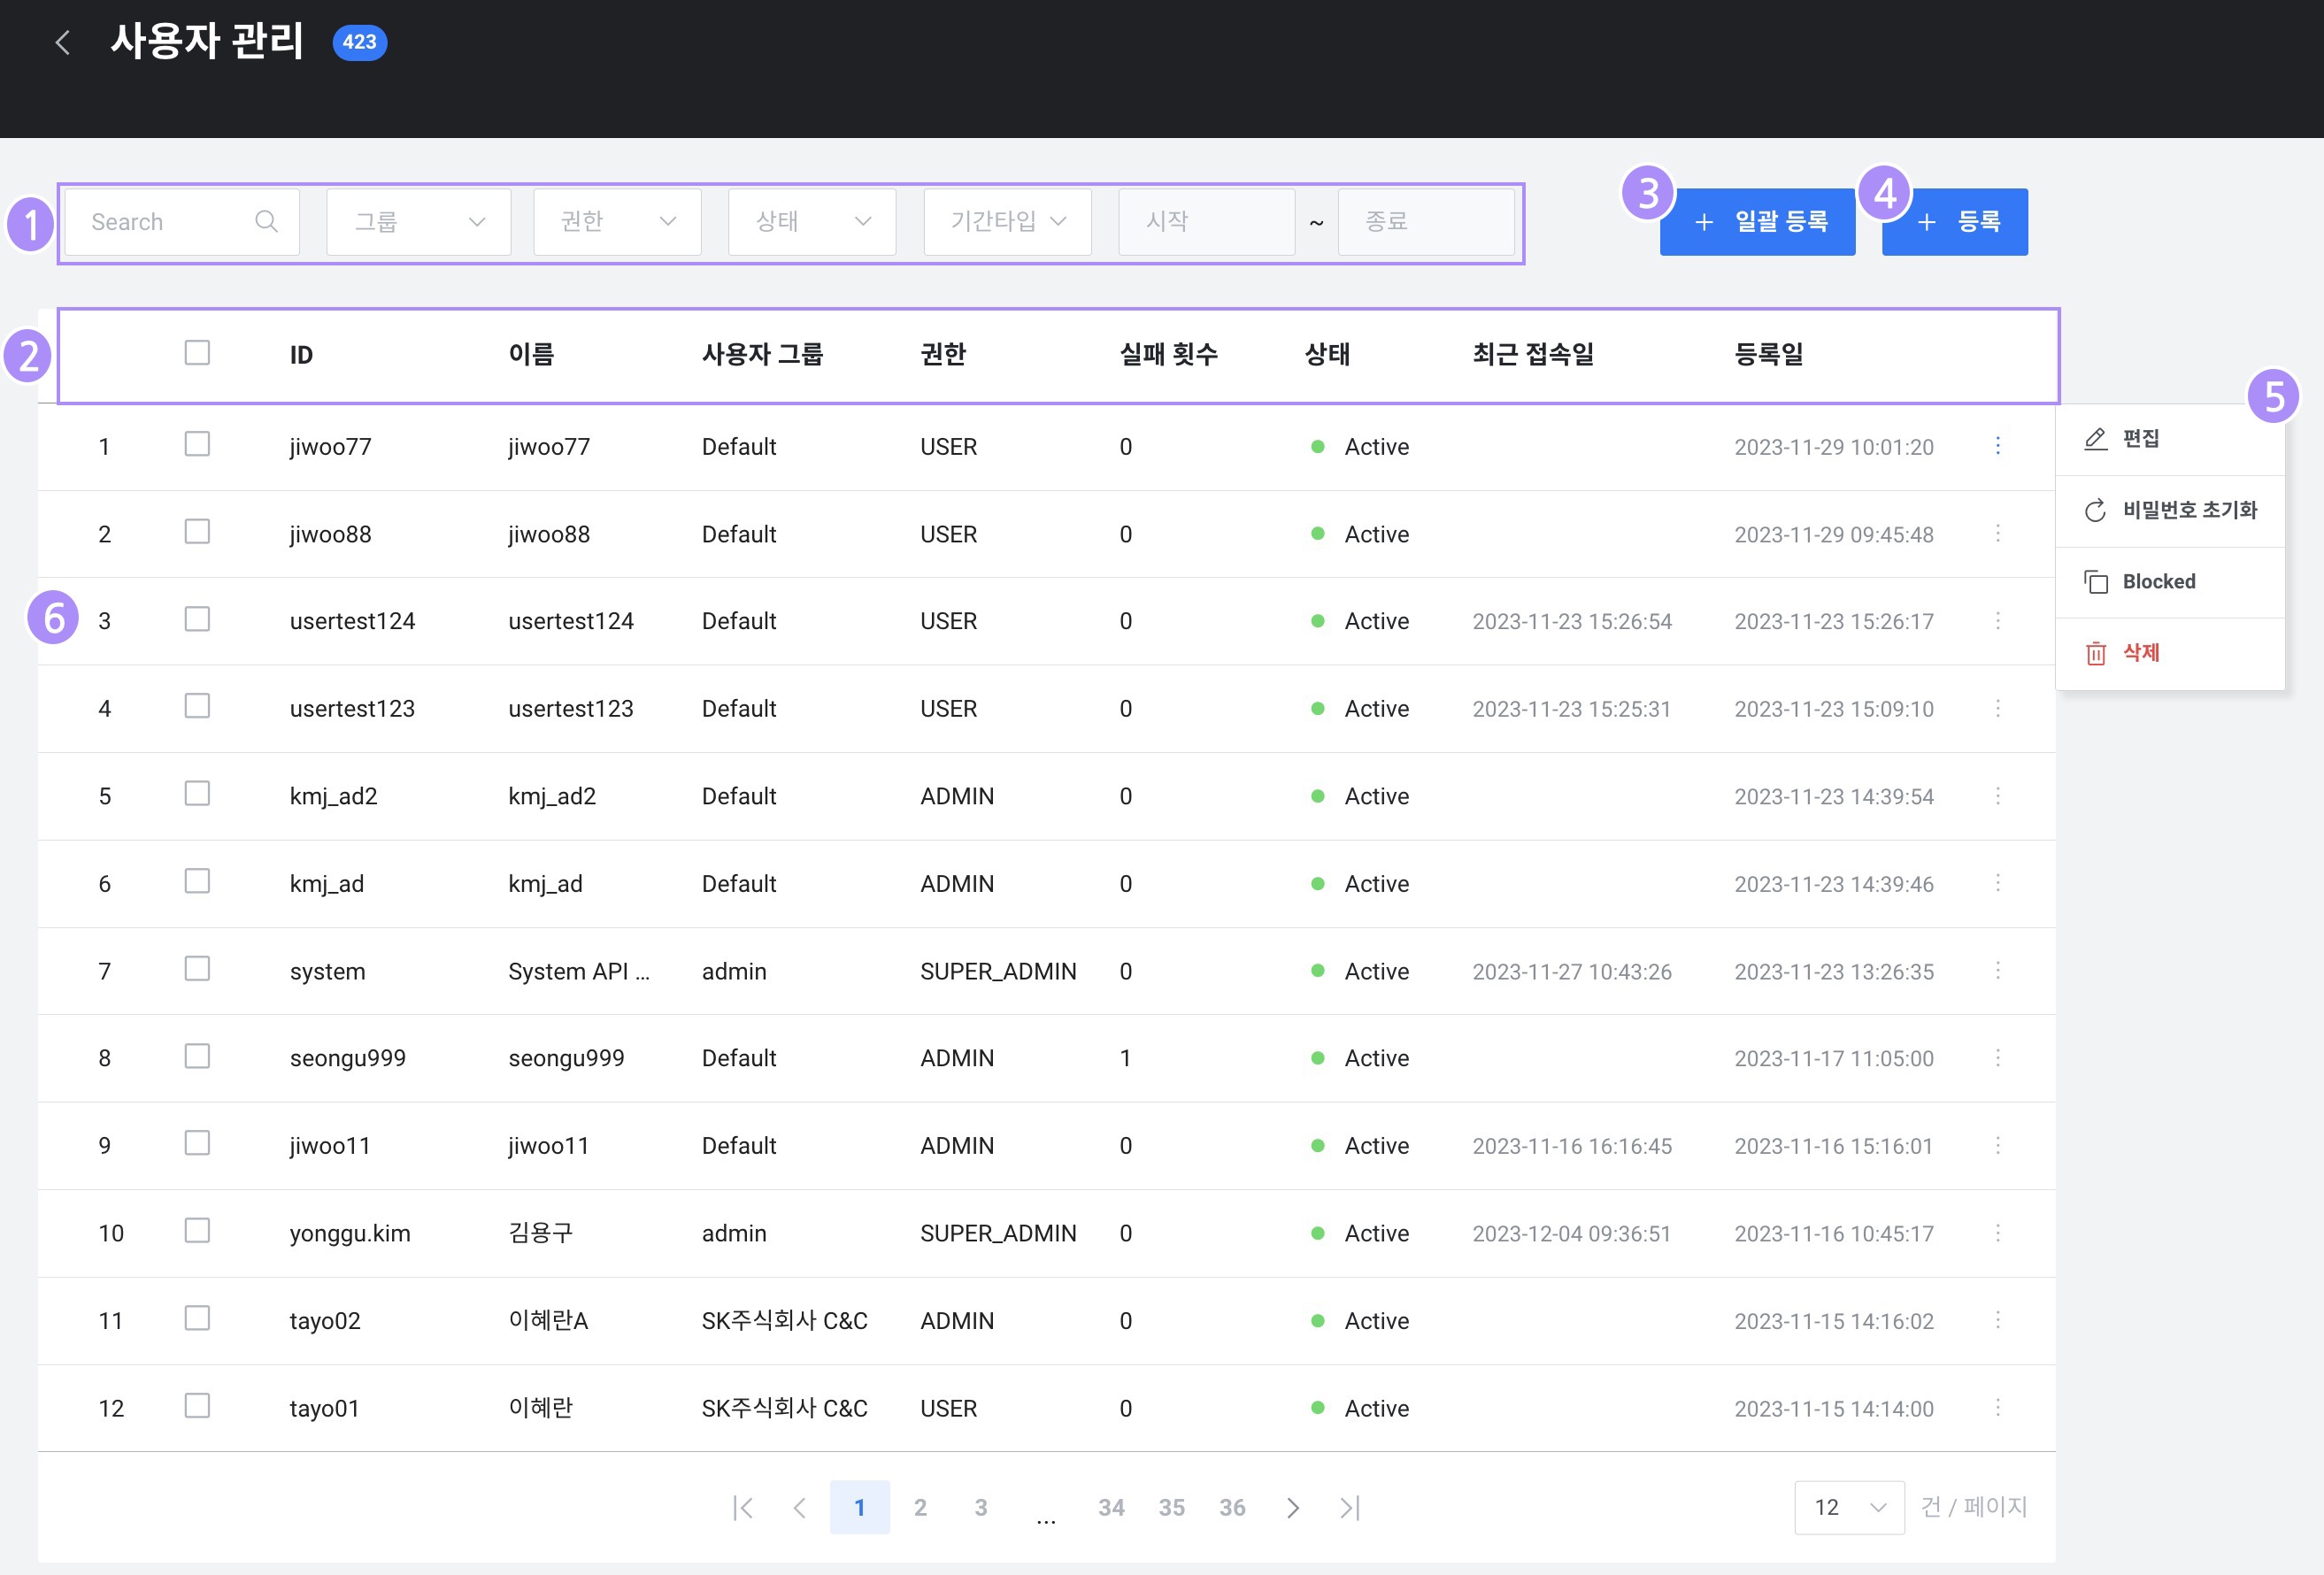 사용자 관리 423
1 Search 그룹 권한 상태 기간타입 시작 ~ 종료 3 + 일괄 등록 4 + 등록
2 ID 이름 사용자 그룹 권한 실패 횟수 상태 최근 접속일 등록일
5
1 jiwoo77 jiwoo77 Default USER 0 Active 2023-11-29 10:01:20
편집
2 jiwoo88 jiwoo88 Default USER 0 Active 2023-11-29 09:45:48
비밀번호 초기화
Blocked
6 3 usertest124 usertest124 Default USER 0 Active 2023-11-23 15:26:54 2023-11-23 15:26:17
삭제
4 usertest123 usertest123 Default USER 0 Active 2023-11-23 15:25:31 2023-11-23 15:09:10
5 kmj_ad2 kmj_ad2 Default ADMIN 0 Active 2023-11-23 14:39:54
6 kmj_ad kmj_ad Default ADMIN 0 Active 2023-11-23 14:39:46
7 system System API ... admin SUPER_ADMIN 0 Active 2023-11-27 10:43:26 2023-11-23 13:26:35
8 seongu999 seongu999 Default ADMIN 1 Active 2023-11-17 11:05:00
9 jiwoo11 jiwoo11 Default ADMIN 0 Active 2023-11-16 16:16:45 2023-11-16 15:16:01
10 yonggu.kim 김용구 admin SUPER_ADMIN 0 Active 2023-12-04 09:36:51 2023-11-16 10:45:17
11 tayo02 이혜란A SK주식회사 C&C ADMIN 0 Active 2023-11-15 14:16:02
12 tayo01 이혜란 SK주식회사 C&C USER 0 Active 2023-11-15 14:14:00
1 2 3 ... 34 35 36 12 건 / 페이지